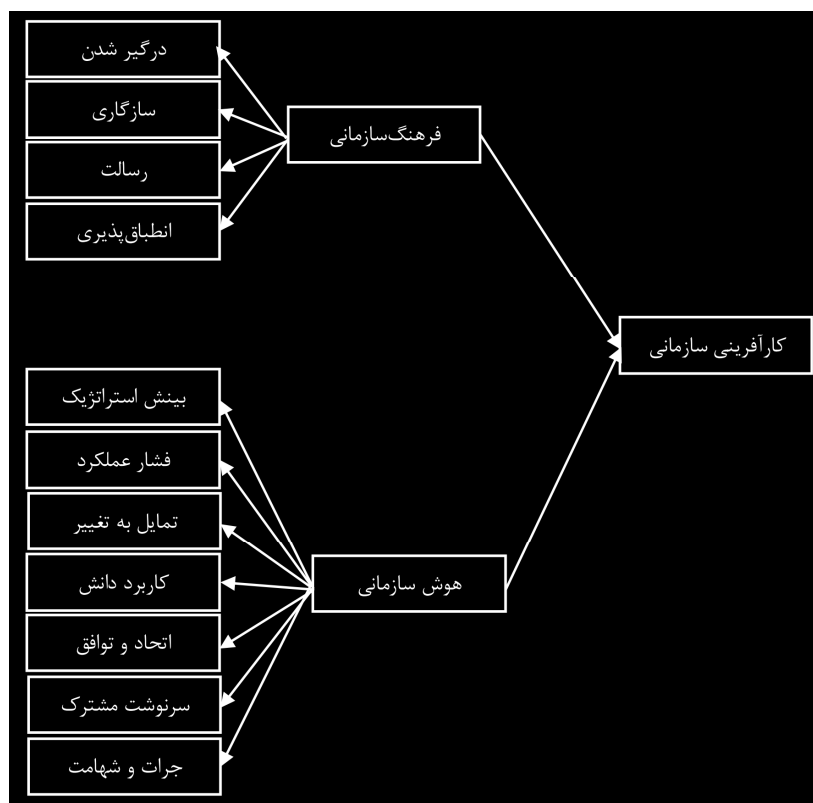 درگیر شدن
سازگاری
رسالت
انطباق‌پذیری
فرهنگ‌سازمانی
کارآفرینی سازمانی
بینش استراتژیک
فشار عملکرد
تمایل به تغییر
کاربرد دانش
اتحاد و توافق
سرنوشت مشترک
جرات و شهامت
هوش سازمانی